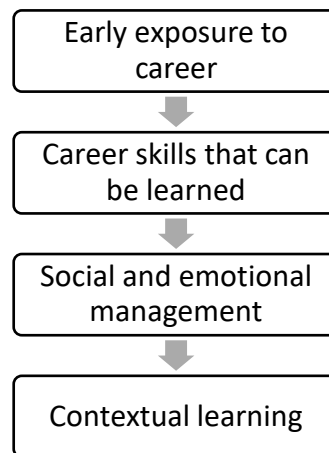 Early exposure to
career
Career skills that can
be learned
Social and emotional
management
Contextual learning